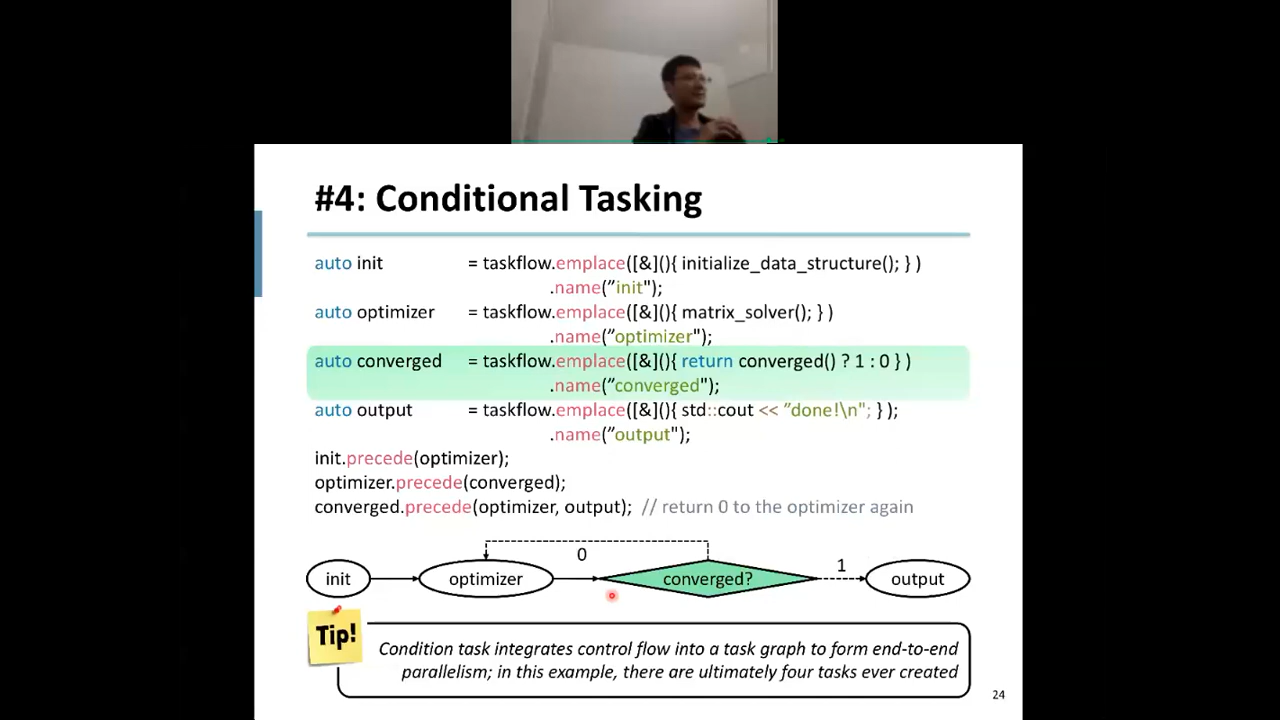 #4: Conditional Tasking
auto init = taskflow.emplace([&](){ initialize_data_structure(); } )
.name(”init");
auto optimizer = taskflow.emplace([&](){ matrix_solver(); } )
.name(”optimizer");
auto converged = taskflow.emplace([&](){ return converged() ? 1 : 0 } )
.name(”converged");
auto output = taskflow.emplace([&](){ std::cout << ”done!\n"; } );
.name(”output");
init.precede(optimizer);
optimizer.precede(converged);
converged.precede(optimizer, output); // return 0 to the optimizer again
0
init
optimizer
converged?
1
output
Tip!
Condition task integrates control flow into a task graph to form end-to-end
parallelism; in this example, there are ultimately four tasks ever created
24